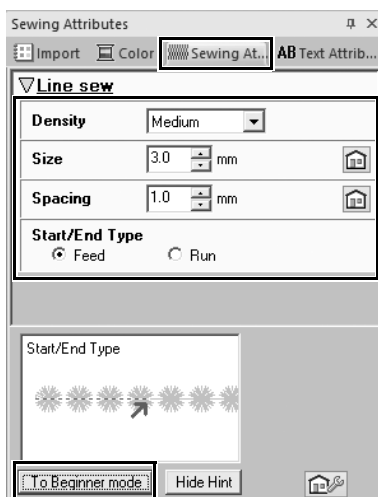 Sewing Attributes
Import Color Sewing At... AB Text Attrib...
Line sew
Density Medium
Size 3.0 mm
Spacing 1.0 mm
Start/End Type
Feed Run
Start/End Type
To Beginner mode Hide Hint